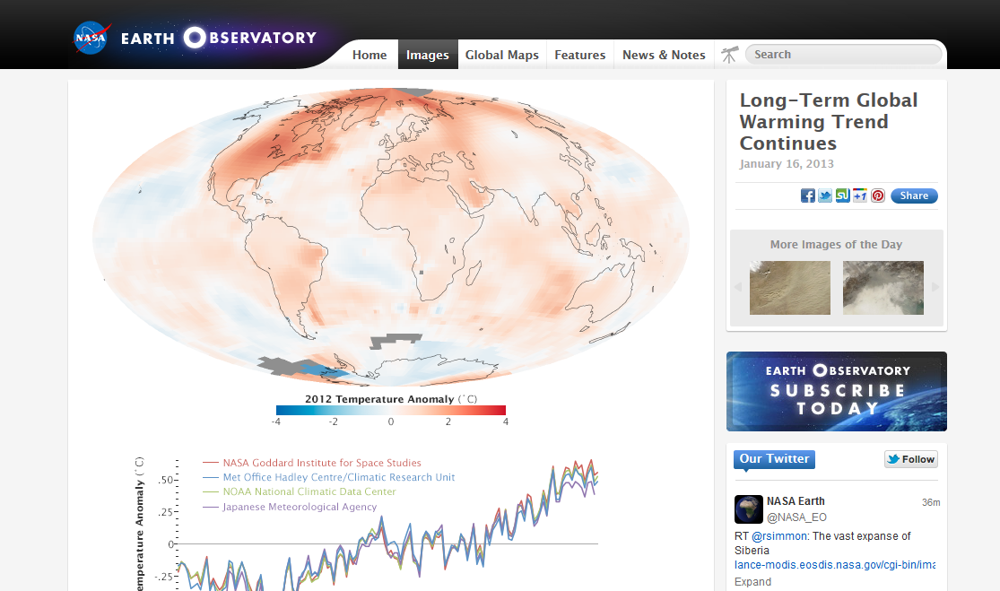 NASA EARTH OBSERVATORY
Home Images Global Maps Features News & Notes Search
Long-Term Global
Warming Trend
Continues
January 16, 2013
+1 Share
More Images of the Day
2012 Temperature Anomaly (°C)
-4 -2 0 2 4
EARTH OBSERVATORY
SUBSCRIBE
TODAY
emperature Anomaly (°C)
.50
.25
0
-.25
NASA Goddard Institute for Space Studies
Met Office Hadley Centre/Climatic Research Unit
NOAA National Climatic Data Center
Japanese Meteorological Agency
Our Twitter Follow
NASA Earth 36m
@NASA_EO
RT @rsimmon: The vast expanse of
Siberia
lance-modis.eosdis.nasa.gov/cgi-bin/ima
Expand